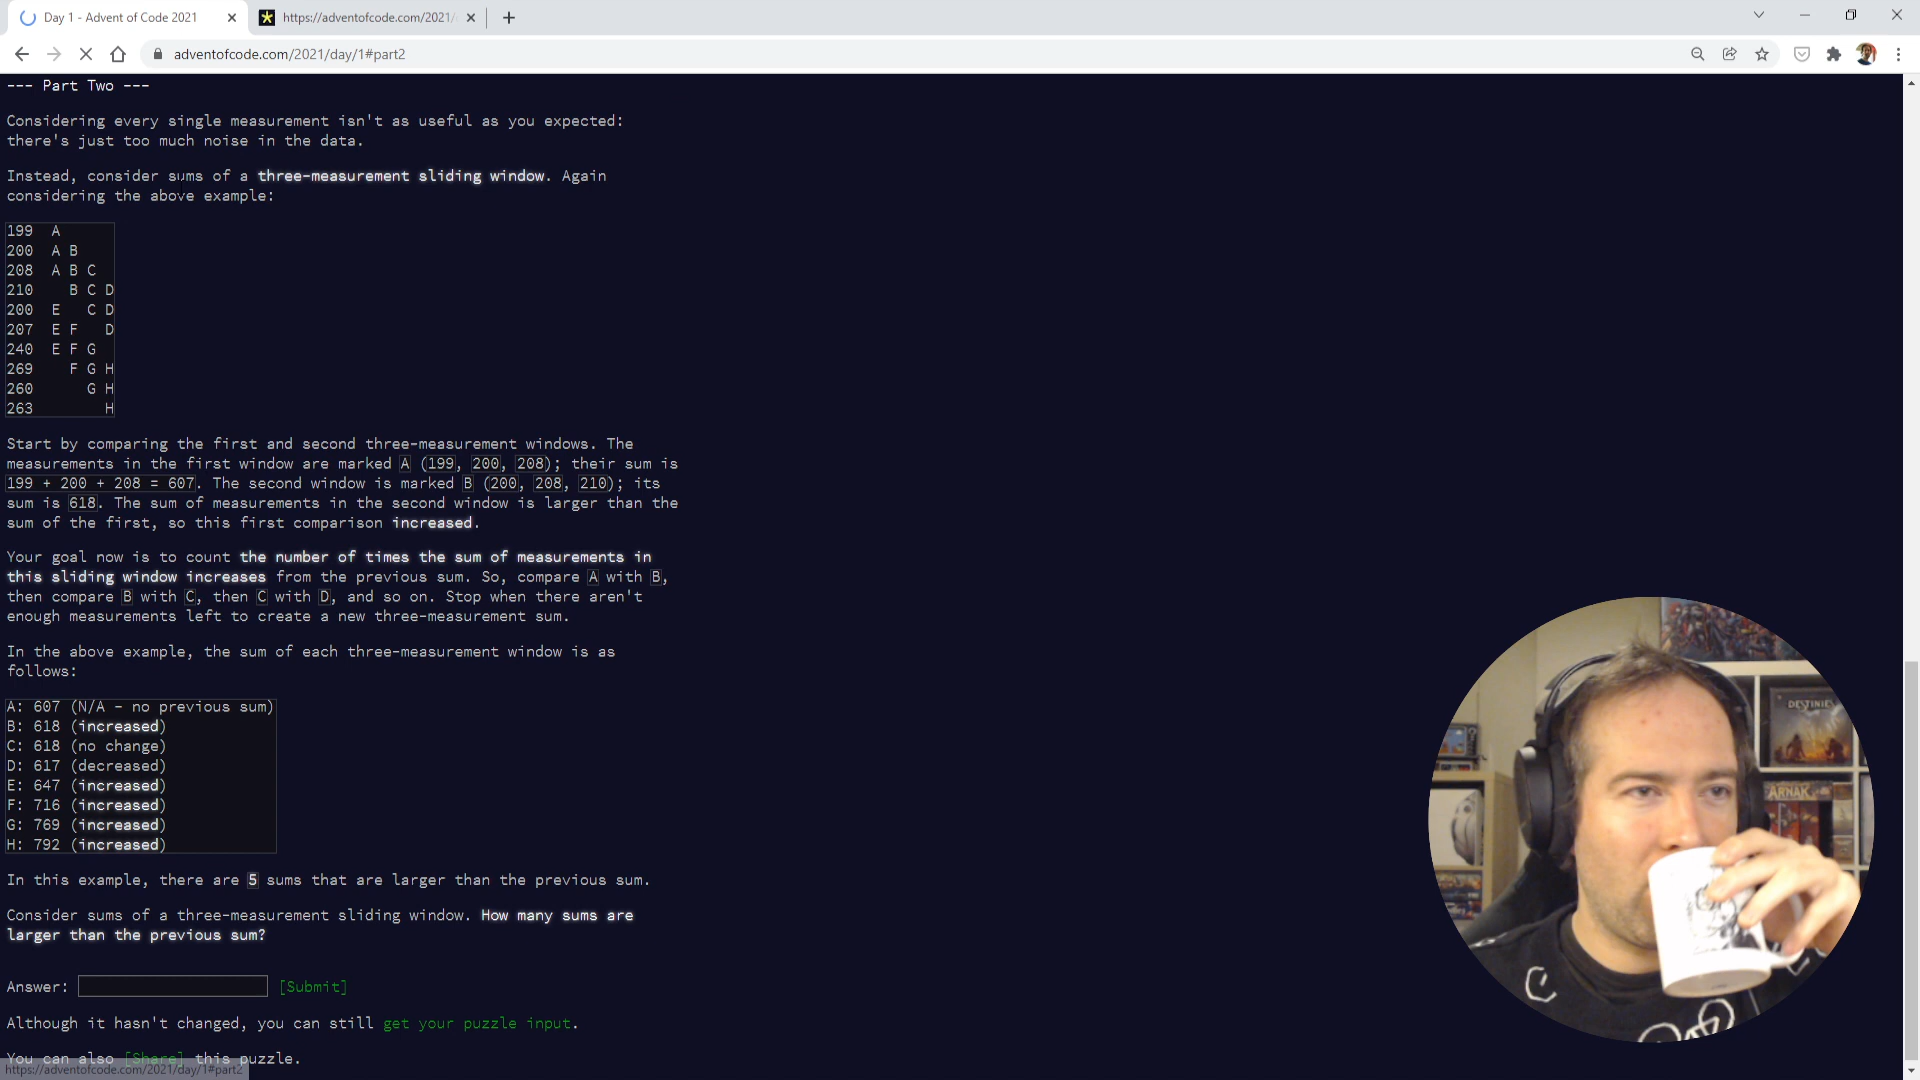 Day 1 - Advent of Code 2021
https://adventofcode.com/2021/
adventofcode.com/2021/day/1#part2
--- Part Two ---
Considering every single measurement isn't as useful as you expected:
there's just too much noise in the data.
Instead, consider sums of a three-measurement sliding window. Again
considering the above example:
199 A
200 A B
208 A B C
210 B C D
200 E C D
207 E F D
240 E F G
269 F G H
260 G H
263 H
Start by comparing the first and second three-measurement windows. The
measurements in the first window are marked A (199, 200, 208); their sum is
199 + 200 + 208 = 607. The second window is marked B (200, 208, 210); its
sum is 618. The sum of measurements in the second window is larger than the
sum of the first, so this first comparison increased.
Your goal now is to count the number of times the sum of measurements in
this sliding window increases from the previous sum. So, compare A with B,
then compare B with C, then C with D, and so on. Stop when there aren't
enough measurements left to create a new three-measurement sum.
In the above example, the sum of each three-measurement window is as
follows:
A: 607 (N/A - no previous sum)
B: 618 (increased)
C: 618 (no change)
D: 617 (decreased)
E: 647 (increased)
F: 716 (increased)
G: 769 (increased)
H: 792 (increased)
In this example, there are 5 sums that are larger than the previous sum.
Consider sums of a three-measurement sliding window. How many sums are
larger than the previous sum?
Answer: [Submit]
Although it hasn't changed, you can still get your puzzle input.
You can also [Share] this puzzle.
https://adventofcode.com/2021/day/1#part2
DESTINIES
ARNAK